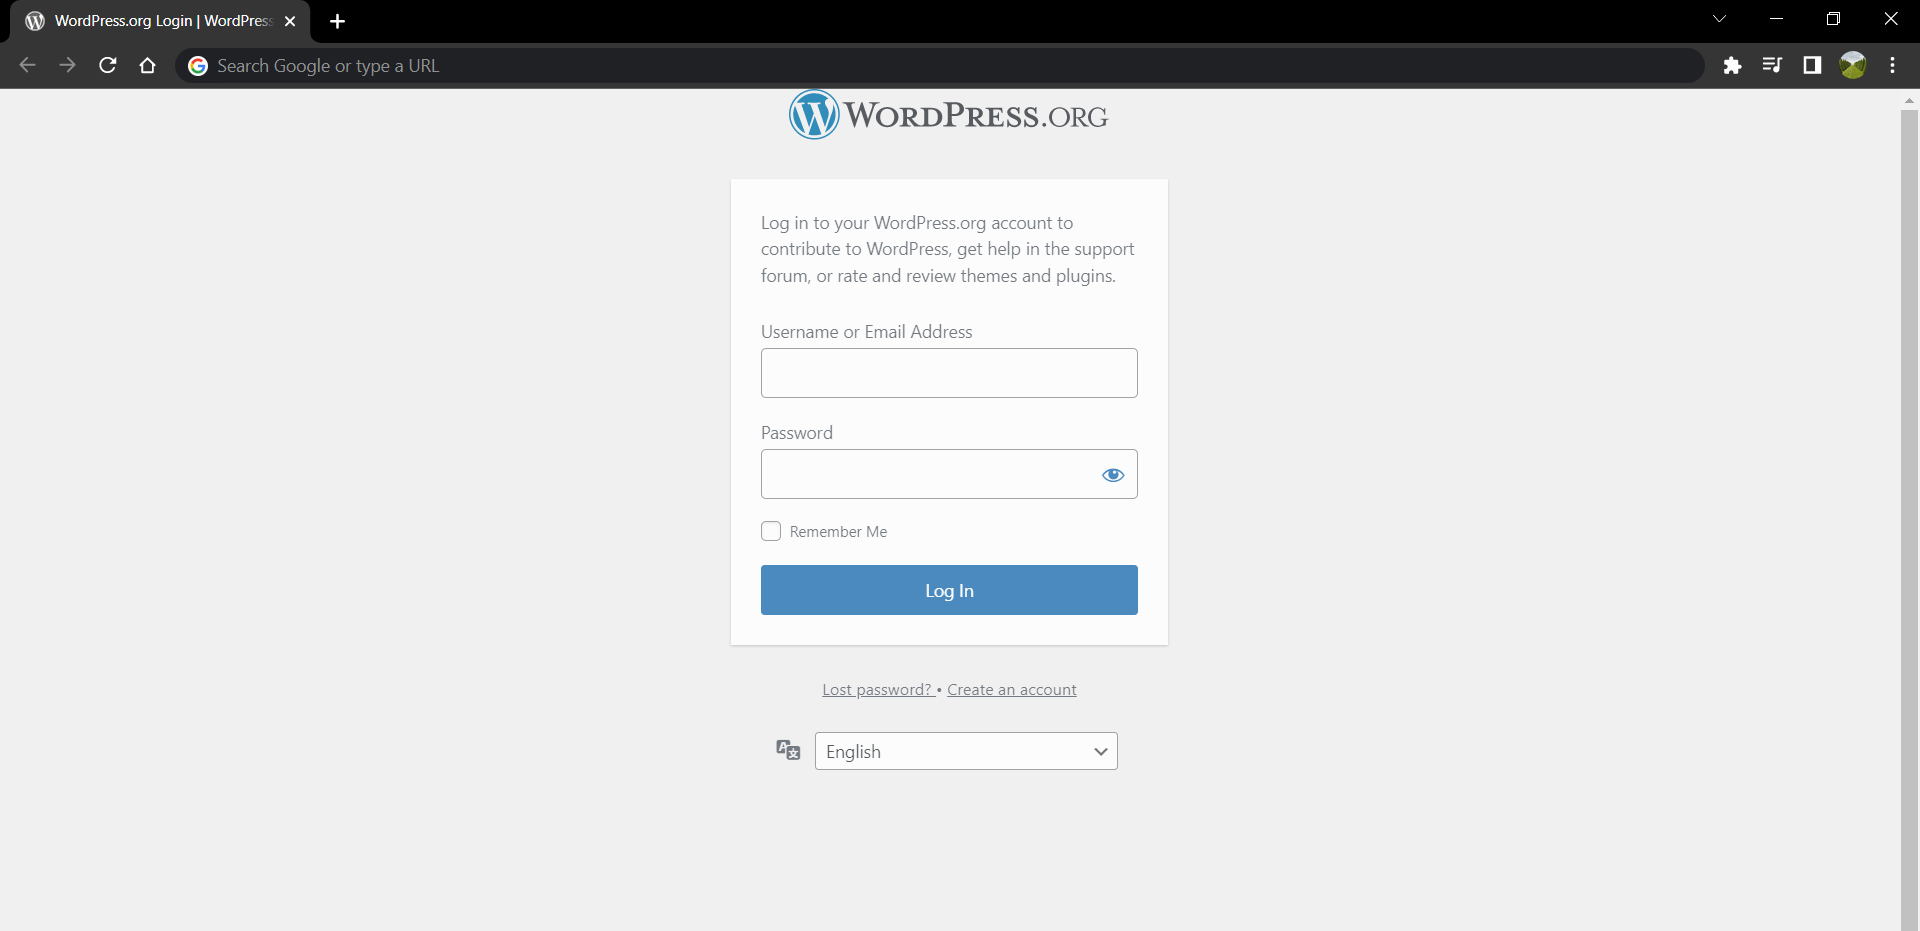 WordPress.org Login | WordPress
Search Google or type a URL
WORDPRESS.ORG
Log in to your WordPress.org account to
contribute to WordPress, get help in the support
forum, or rate and review themes and plugins.
Username or Email Address
Password
Remember Me
Log In
Lost password? • Create an account
English